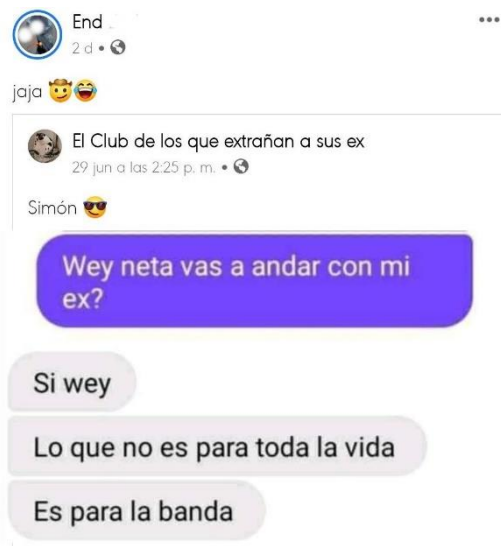 End
2 d •
jaja 🤠😂
El Club de los que extrañan a sus ex
29 jun a las 2:25 p. m. •
Simón 😎
Wey neta vas a andar con mi
ex?
Si wey
Lo que no es para toda la vida
Es para la banda